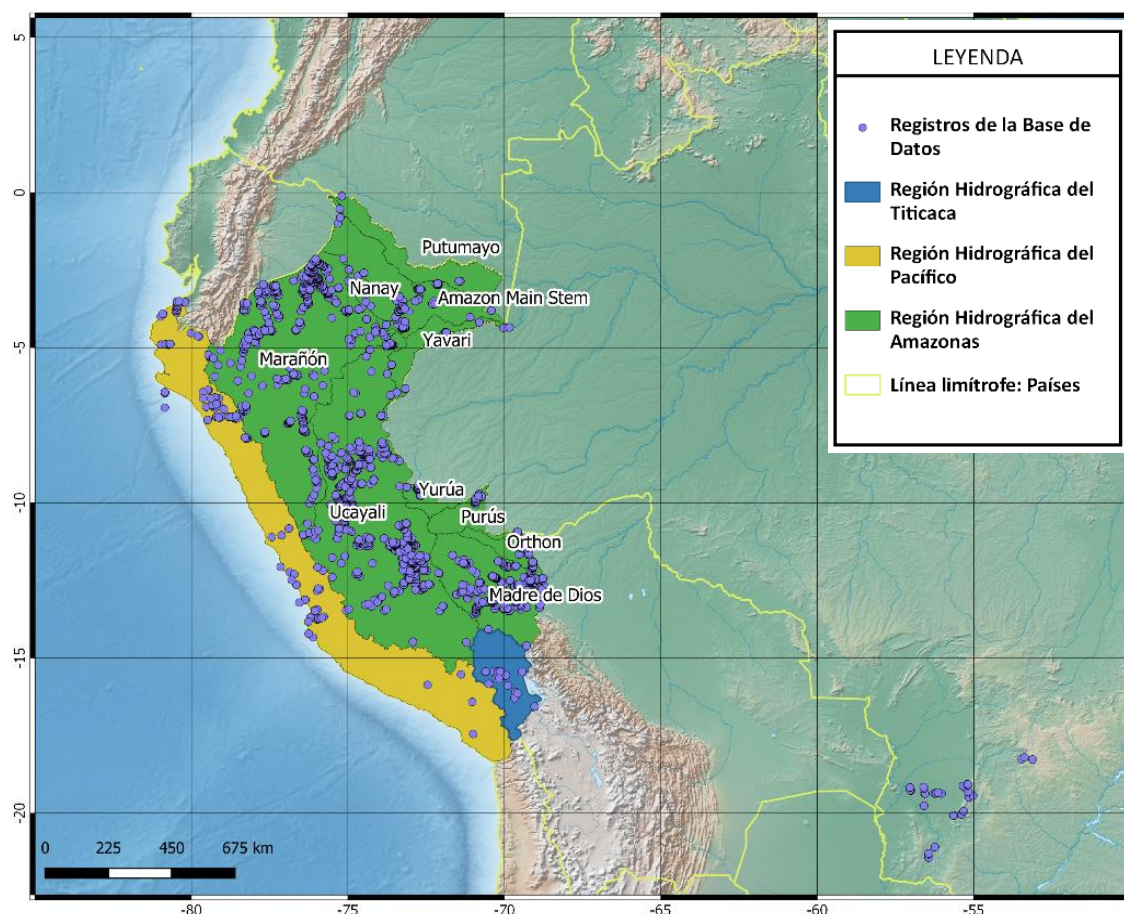 LEYENDA
Registros de la Base de
Datos
Región Hidrográfica del
Titicaca
Región Hidrográfica del
Pacífico
Región Hidrográfica del
Amazonas
Línea limítrofe: Países
5
0
-5
-10
-15
-20
Putumayo
Nanay
Amazon Main Stem
Yavari
Marañón
Yurúa
Ucayali
Purús
Orthon
Madre de Dios
0 225 450 675 km
-80 -75 -70 -65 -60 -55